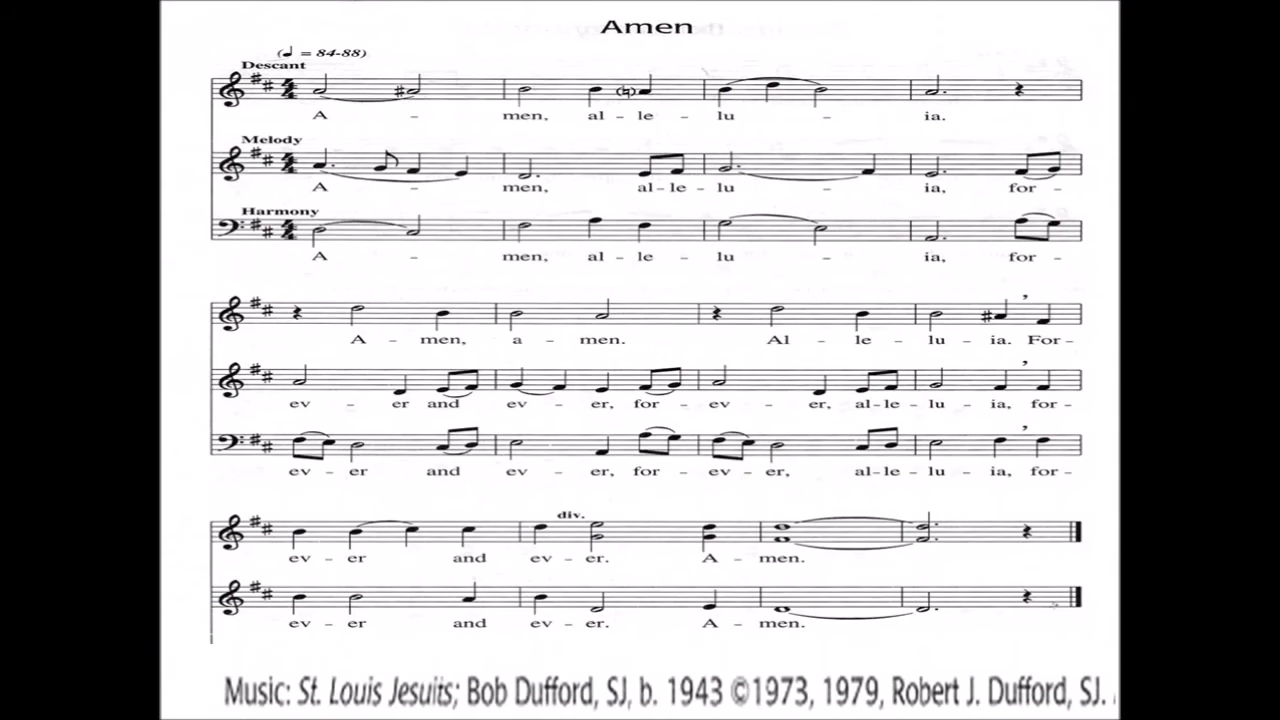 Amen
(♩ = 84-88)
Descant
A - men, al - le - lu ia.
Melody
A - men, al-le - lu ia, for-
Harmony
A - men, al - le - lu ia, for-
A - men, a - men. Al - le - lu - ia. For-
ev - er and ev - er, for - ev - er, al-le - lu - ia, for-
ev - er and ev - er, for - ev - er, al-le - lu - ia, for-
div.
ev - er and ev - er. A - men.
ev - er and ev - er. A - men.
Music: St. Louis Jesuits; Bob Dufford, SJ, b. 1943 ©1973, 1979, Robert J. Dufford, SJ.